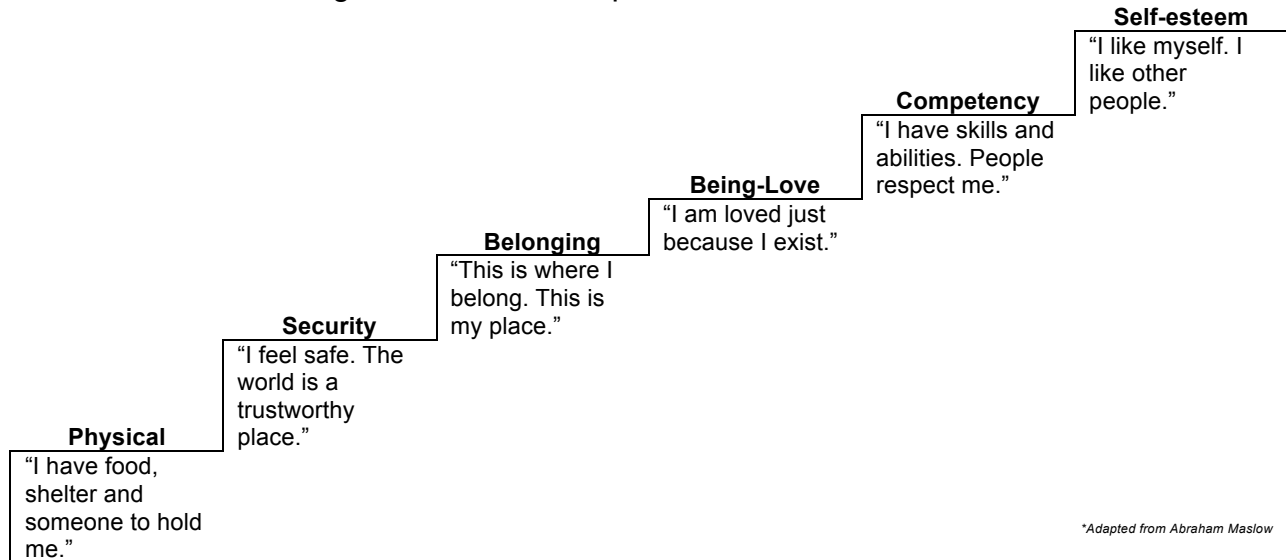 Physical
“I have food,
shelter and
someone to hold
me.”
Security
“I feel safe. The
world is a
trustworthy
place.”
Belonging
“This is where I
belong. This is
my place.”
Being-Love
“I am loved just
because I exist.”
Competency
“I have skills and
abilities. People
respect me.”
Self-esteem
“I like myself. I
like other
people.”
*Adapted from Abraham Maslow